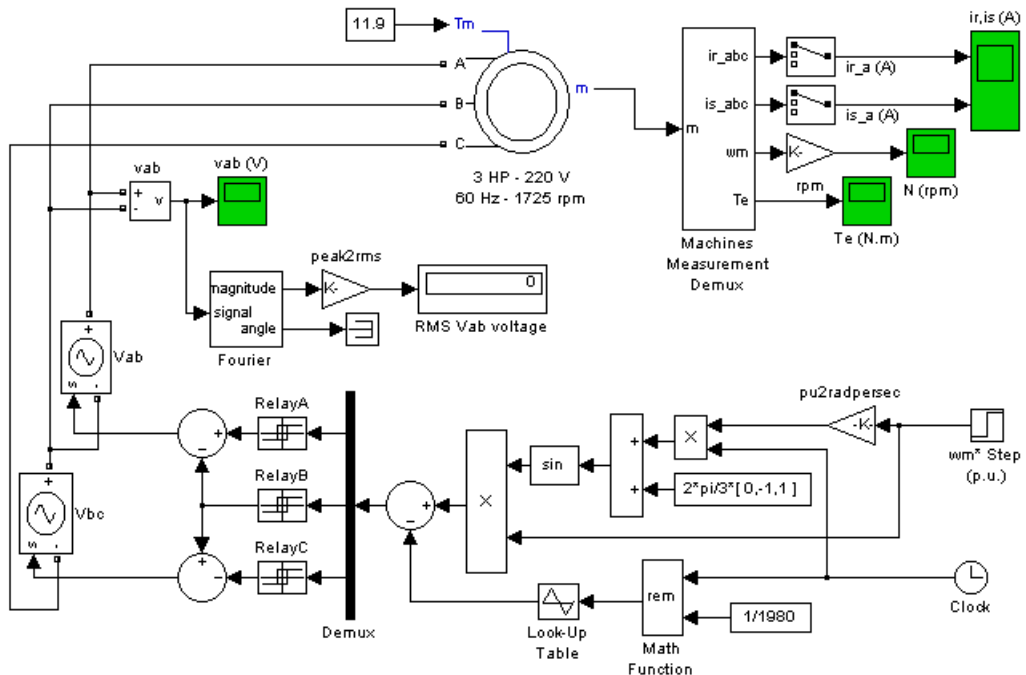 11.9
Tm
ir,is (A)
A
ir_abc
ir_a (A)
m
B
is_abc
is_a (A)
C
m
vab
vab (V)
wm
K-
3 HP - 220 V
60 Hz - 1725 rpm
rpm
N (rpm)
+
-
v
Te
Te (N.m)
Machines
Measurement
Demux
peak2rms
magnitude
K-
0
signal
angle
RMS Vab voltage
Fourier
+
Vab
s
-
RelayA
pu2radpersec
-K-
+
-
×
+
wm* Step
(p.u.)
sin
RelayB
+
2*pi/3*[ 0,-1,1 ]
+
Vbc
s
-
×
+
-
RelayC
+
-
rem
Clock
1/1980
Demux
Look-Up
Table
Math
Function